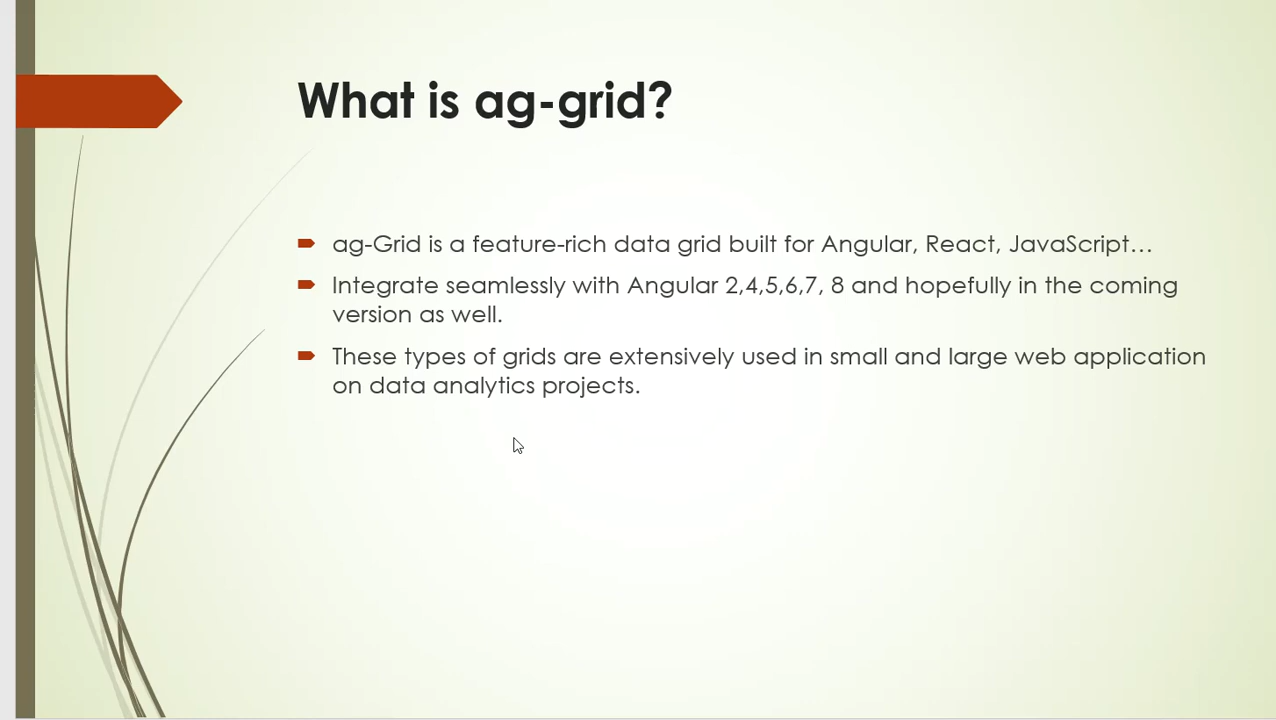 What is ag-grid?
ag-Grid is a feature-rich data grid built for Angular, React, JavaScript…
Integrate seamlessly with Angular 2,4,5,6,7, 8 and hopefully in the coming
version as well.
These types of grids are extensively used in small and large web application
on data analytics projects.